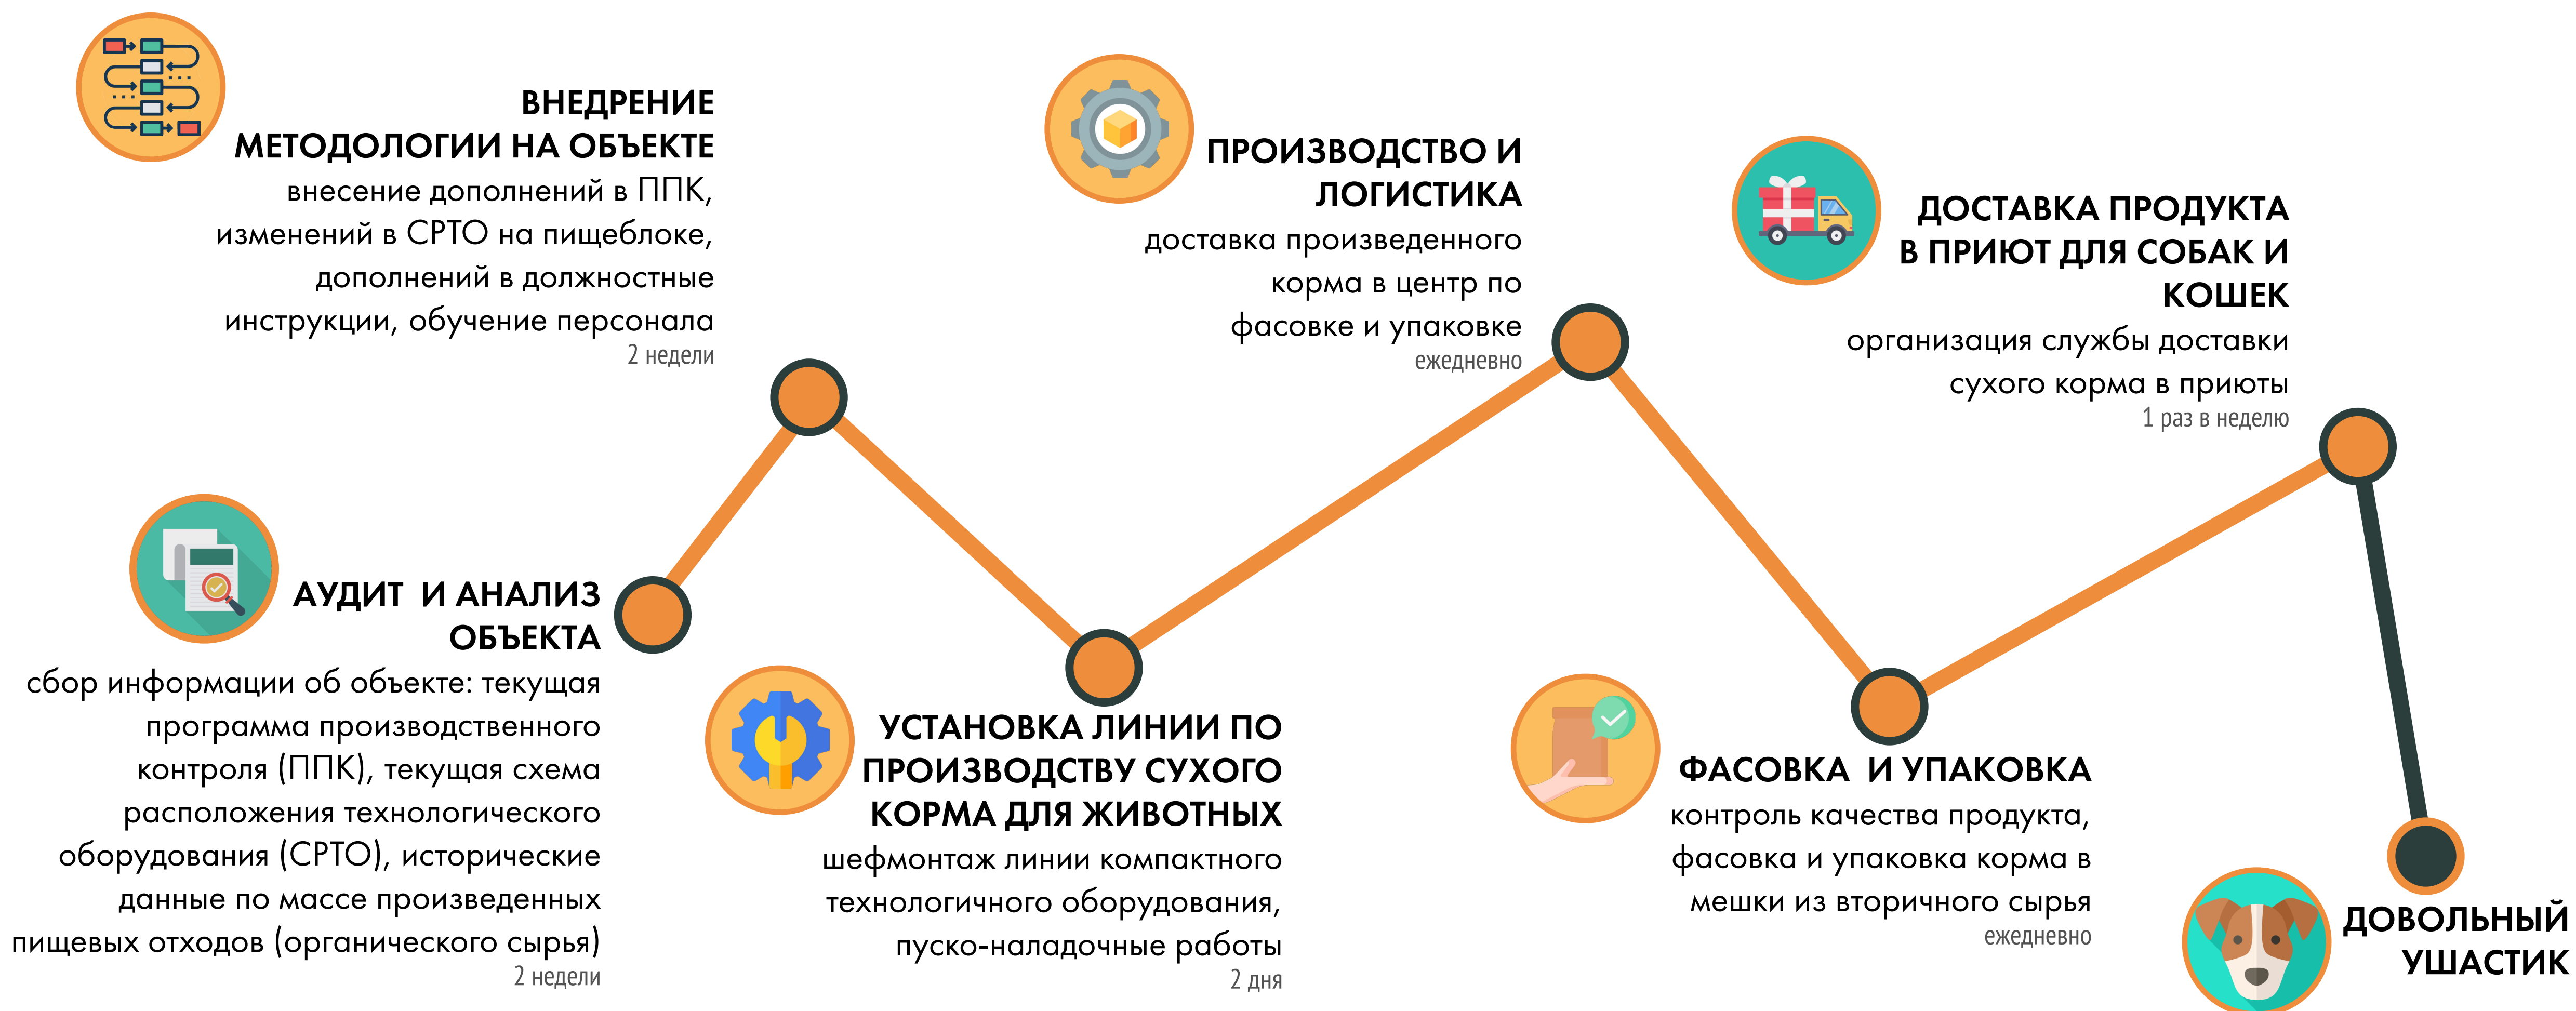 ВНЕДРЕНИЕ
МЕТОДОЛОГИИ НА ОБЪЕКТЕ
внесение дополнений в ППК,
изменений в СРТО на пищеблоке,
дополнений в должностные
инструкции, обучение персонала
2 недели
ПРОИЗВОДСТВО И
ЛОГИСТИКА
доставка произведенного
корма в центр по
фасовке и упаковке
ежедневно
ДОСТАВКА ПРОДУКТА
В ПРИЮТ ДЛЯ СОБАК И
КОШЕК
организация службы доставки
сухого корма в приюты
1 раз в неделю
АУДИТ И АНАЛИЗ
ОБЪЕКТА
сбор информации об объекте: текущая
программа производственного
контроля (ППК), текущая схема
расположения технологического
оборудования (СРТО), исторические
данные по массе произведенных
пищевых отходов (органического сырья)
2 недели
УСТАНОВКА ЛИНИИ ПО
ПРОИЗВОДСТВУ СУХОГО
КОРМА ДЛЯ ЖИВОТНЫХ
шефмонтаж линии компактного
технологичного оборудования,
пуско-наладочные работы
2 дня
ФАСОВКА И УПАКОВКА
контроль качества продукта,
фасовка и упаковка корма в
мешки из вторичного сырья
ежедневно
ДОВОЛЬНЫЙ
УШАСТИК